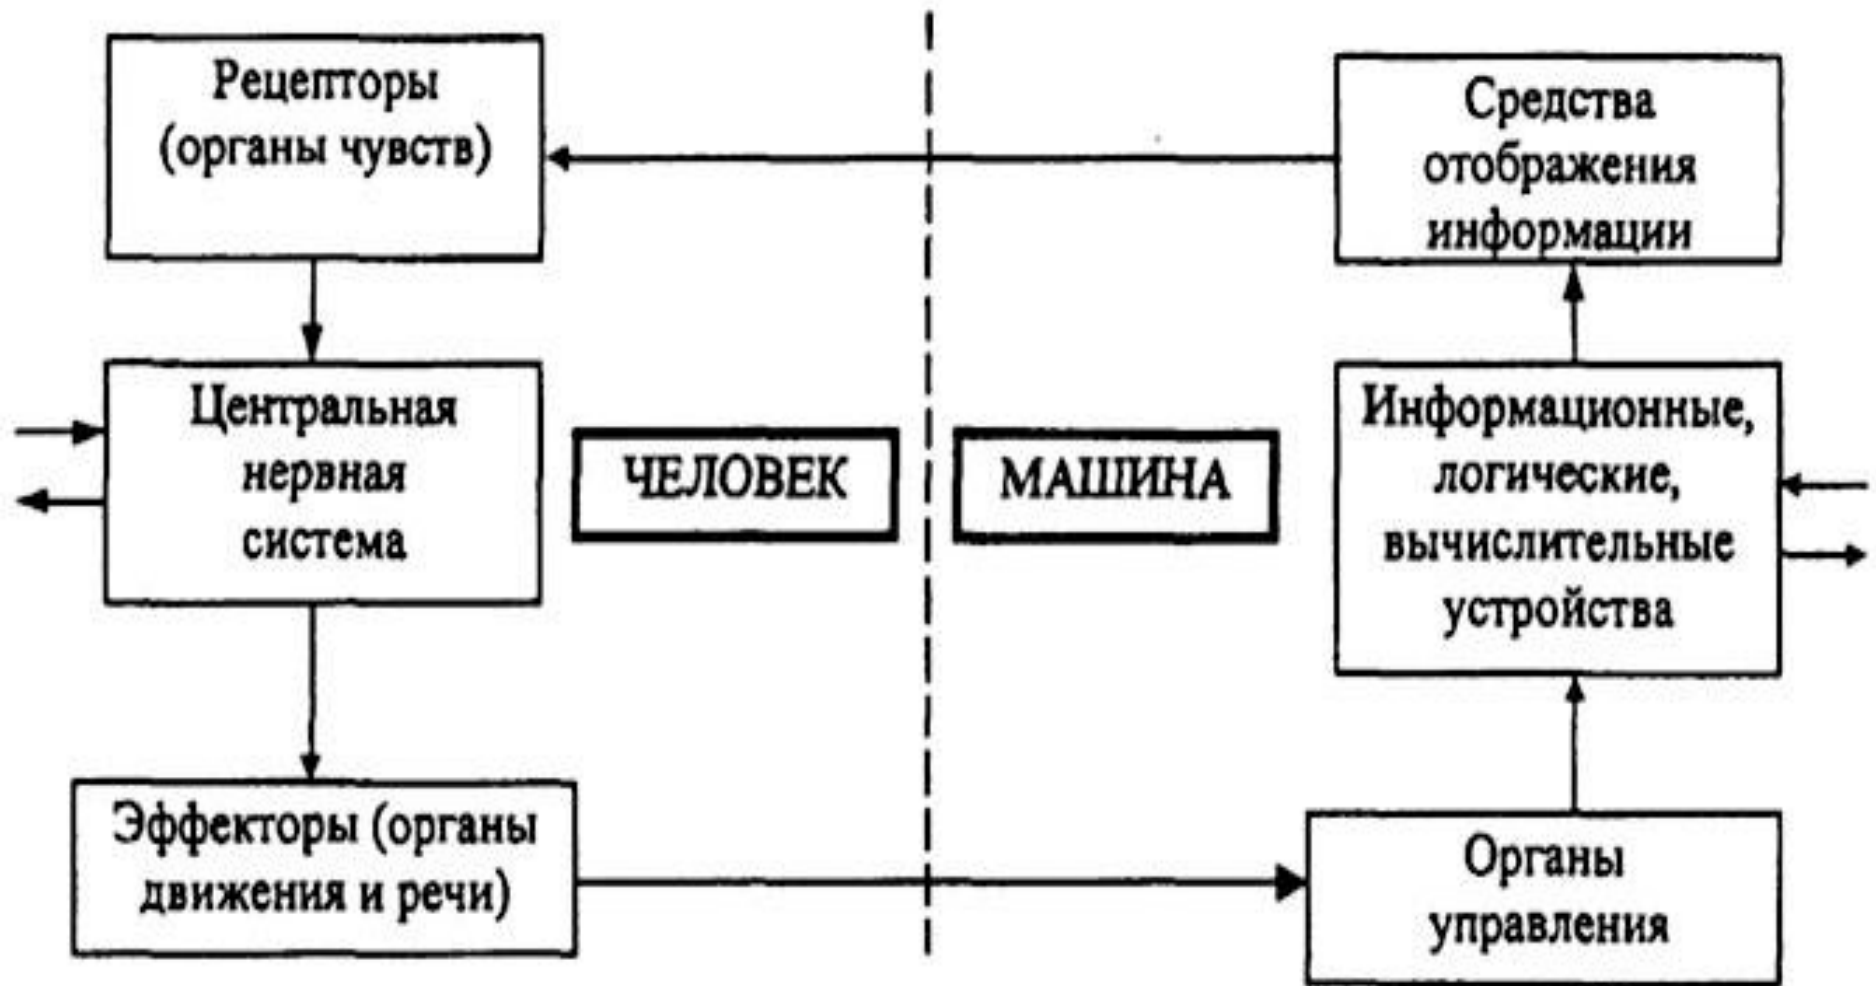 Рецепторы
(органы чувств)
Средства
отображения
информации
Центральная
нервная
система
ЧЕЛОВЕК
МАШИНА
Информационные,
логические,
вычислительные
устройства
Эффекторы (органы
движения и речи)
Органы
управления